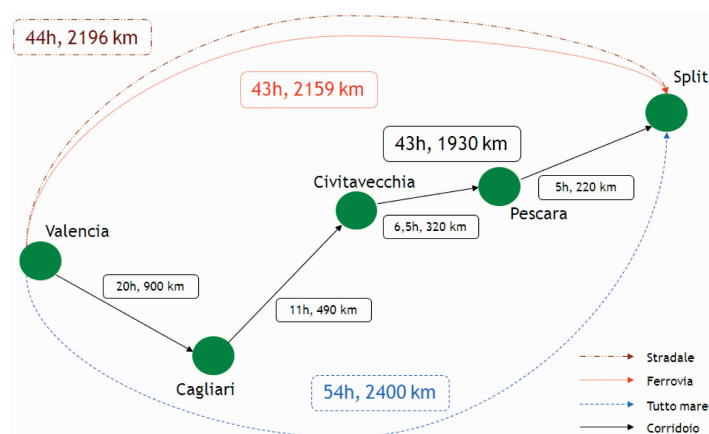 44h, 2196 km
Split
43h, 2159 km
43h, 1930 km
Civitavecchia
5h, 220 km
Pescara
6,5h, 320 km
Valencia
20h, 900 km
11h, 490 km
Cagliari
54h, 2400 km
Stradale
Ferrovia
Tutto mare
Corridoio